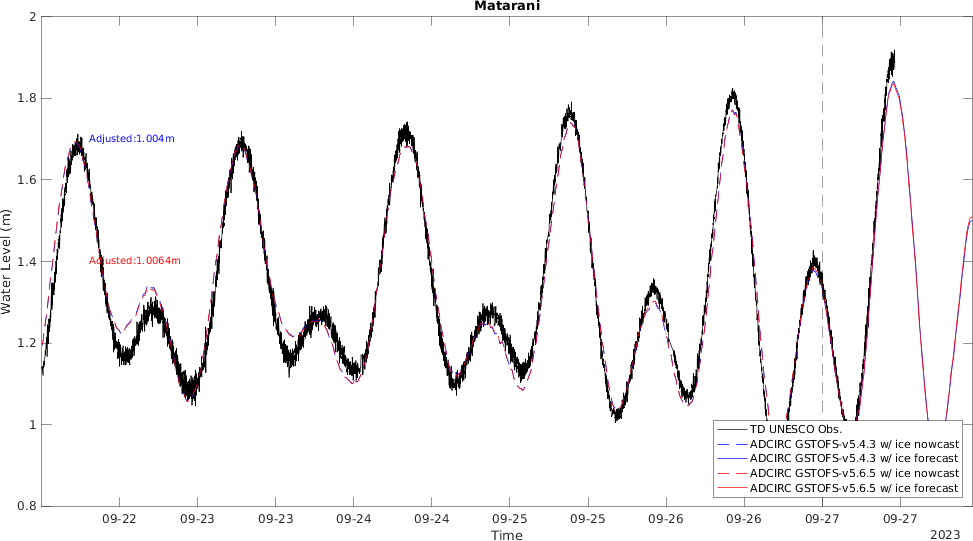 Matarani
2
1.8
1.6
1.4
1.2
1
0.8
Water Level (m)
Adjusted:1.004m
Adjusted:1.0064m
TD UNESCO Obs.
ADCIRC GSTOFS-v5.4.3 w/ ice nowcast
ADCIRC GSTOFS-v5.4.3 w/ ice forecast
ADCIRC GSTOFS-v5.6.5 w/ ice nowcast
ADCIRC GSTOFS-v5.6.5 w/ ice forecast
09-22 09-23 09-23 09-24 09-24 09-25 09-25 09-26 09-26 09-27 09-27
Time
2023